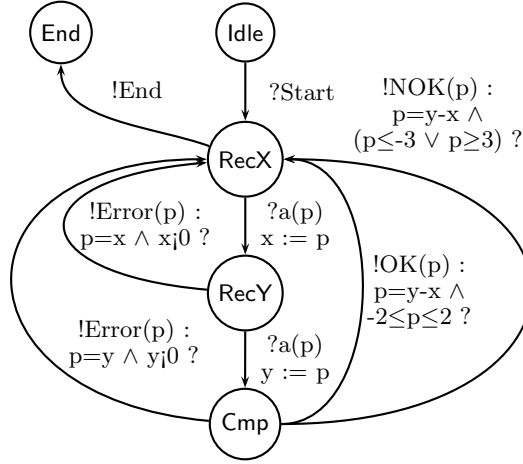 End
Idle
!End
?Start
!NOK(p) :
p=y-x ∧
(p≤-3 ∨ p≥3) ?
RecX
!Error(p) :
p=x ∧ x¡0 ?
?a(p)
x := p
!OK(p) :
p=y-x ∧
-2≤p≤2 ?
RecY
!Error(p) :
p=y ∧ y¡0 ?
?a(p)
y := p
Cmp